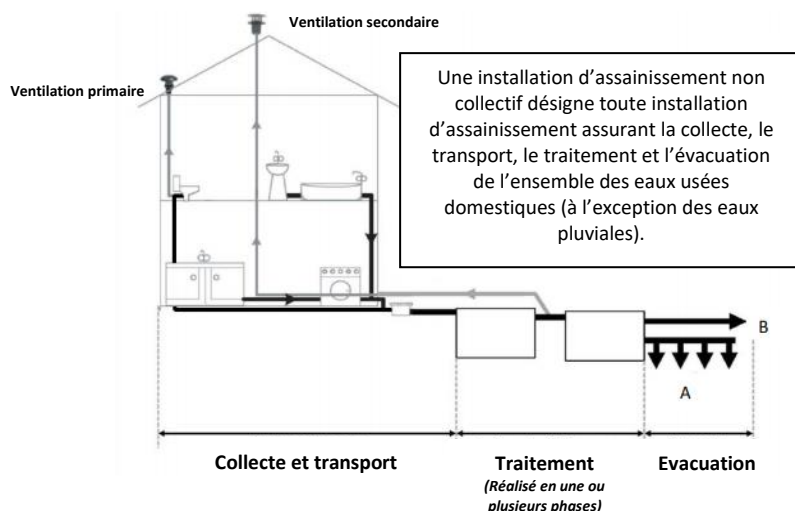 Ventilation secondaire
Ventilation primaire
Une installation d’assainissement non
collectif désigne toute installation
d’assainissement assurant la collecte, le
transport, le traitement et l’évacuation
de l’ensemble des eaux usées
domestiques (à l’exception des eaux
pluviales).
B
A
Collecte et transport
Traitement
(Réalisé en une ou
plusieurs phases)
Evacuation